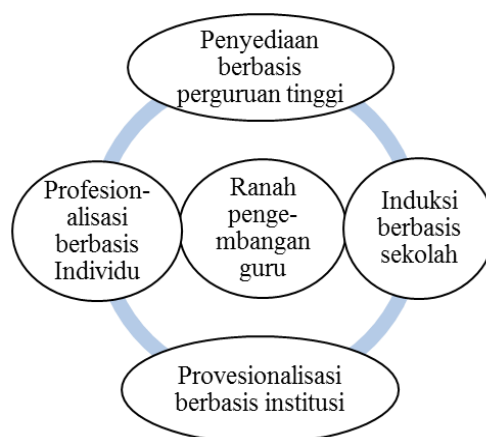 Penyediaan
berbasis
perguruan tinggi
Profesion-
alisasi
berbasis
Individu
Ranah
penge-
mbangan
guru
Induksi
berbasis
sekolah
Provesionalisasi
berbasis institusi